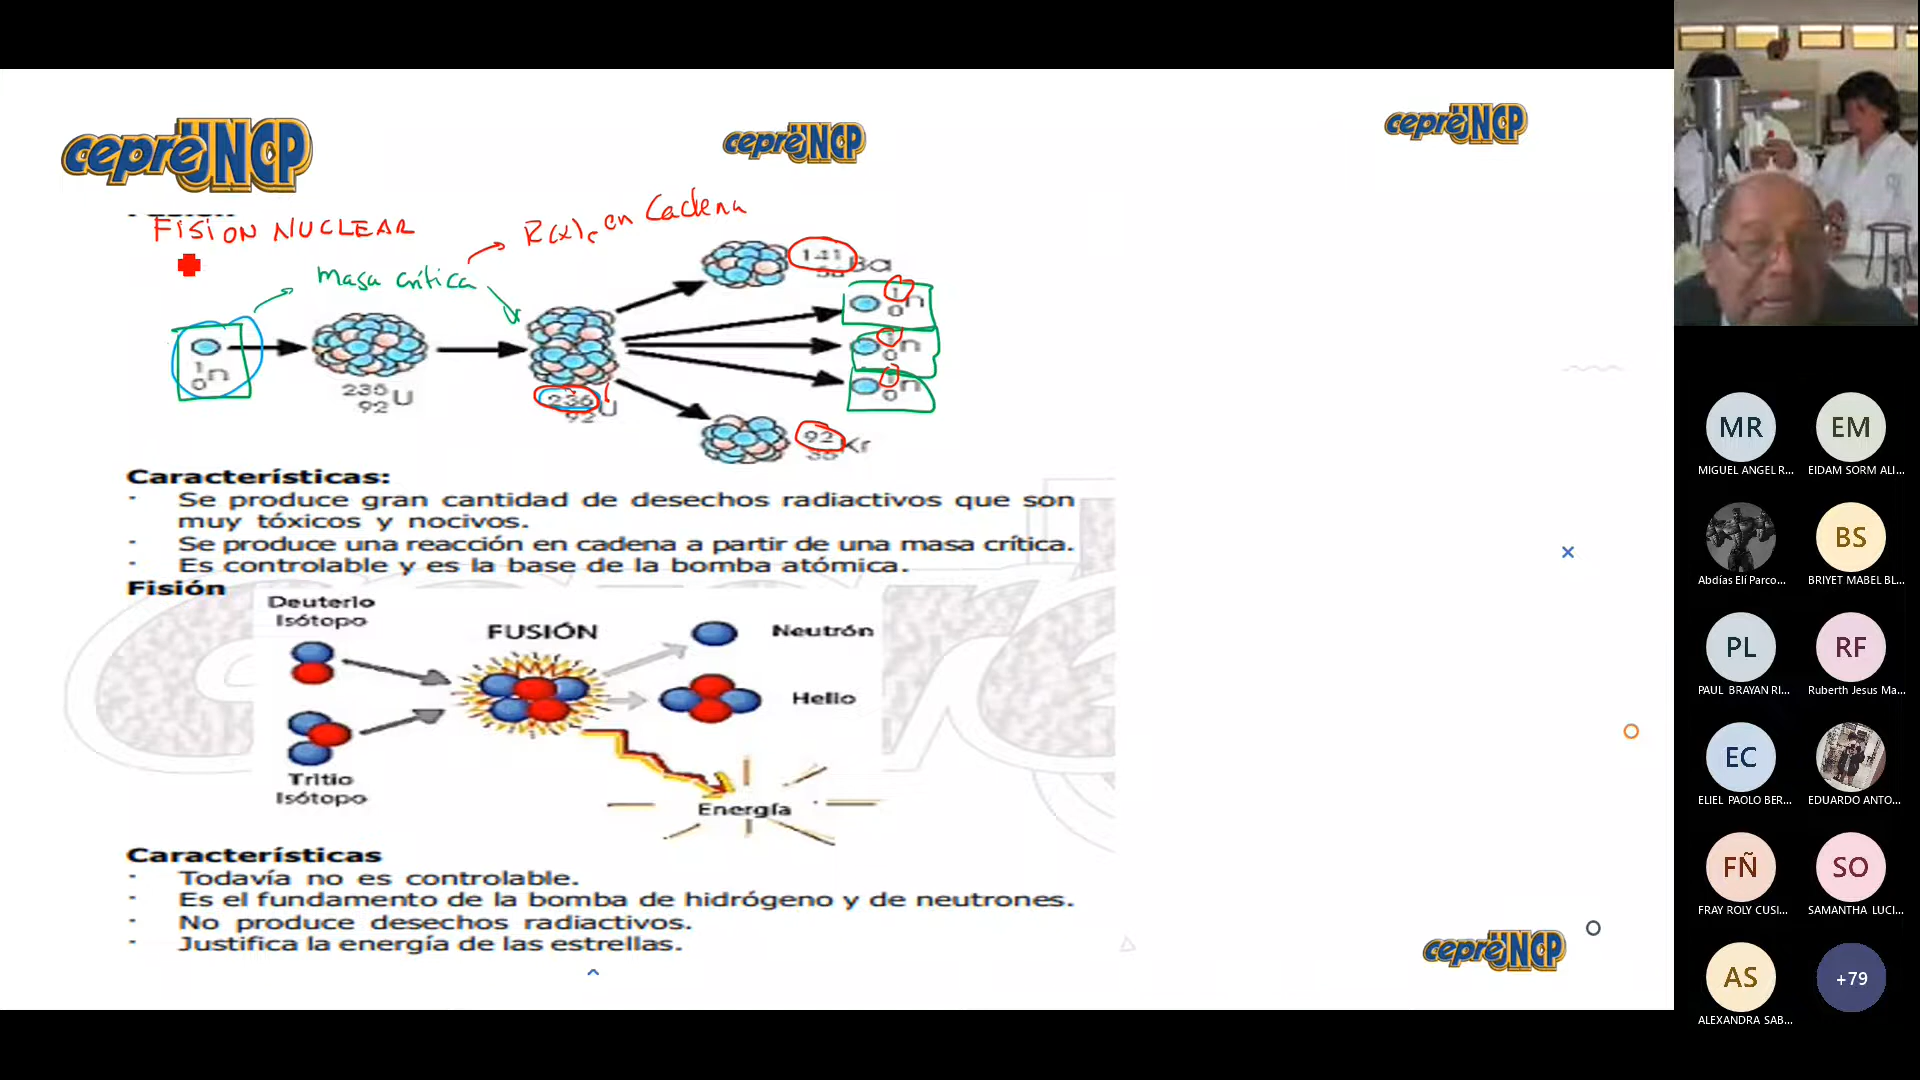 cepreUNCP
cepreUNCP
cepreUNCP
FISION NUCLEAR
R(x)c en Cadena
masa crítica
141
Ba
1
0 n
1
0 n
1
0 n
1
0 n
235
92 U
236
92 U
92
Kr
Características:
· Se produce gran cantidad de desechos radiactivos que son
muy tóxicos y nocivos.
· Se produce una reacción en cadena a partir de una masa crítica.
· Es controlable y es la base de la bomba atómica.
Fisión
Deuterio
Isótopo
FUSIÓN
Neutrón
Helio
Tritio
Isótopo
Energía
Características
· Todavía no es controlable.
· Es el fundamento de la bomba de hidrógeno y de neutrones.
· No produce desechos radiactivos.
· Justifica la energía de las estrellas.
cepreUNCP
MR
EM
MIGUEL ANGEL R...
EIDAM SORM ALI...
BS
Abdías Elí Parco...
BRIYET MABEL BL...
PL
RF
PAUL BRAYAN RI...
Ruberth Jesus Ma...
EC
ELIEL PAOLO BER...
EDUARDO ANTO...
FÑ
SO
FRAY ROLY CUSI...
SAMANTHA LUCI...
AS
+79
ALEXANDRA SAB...